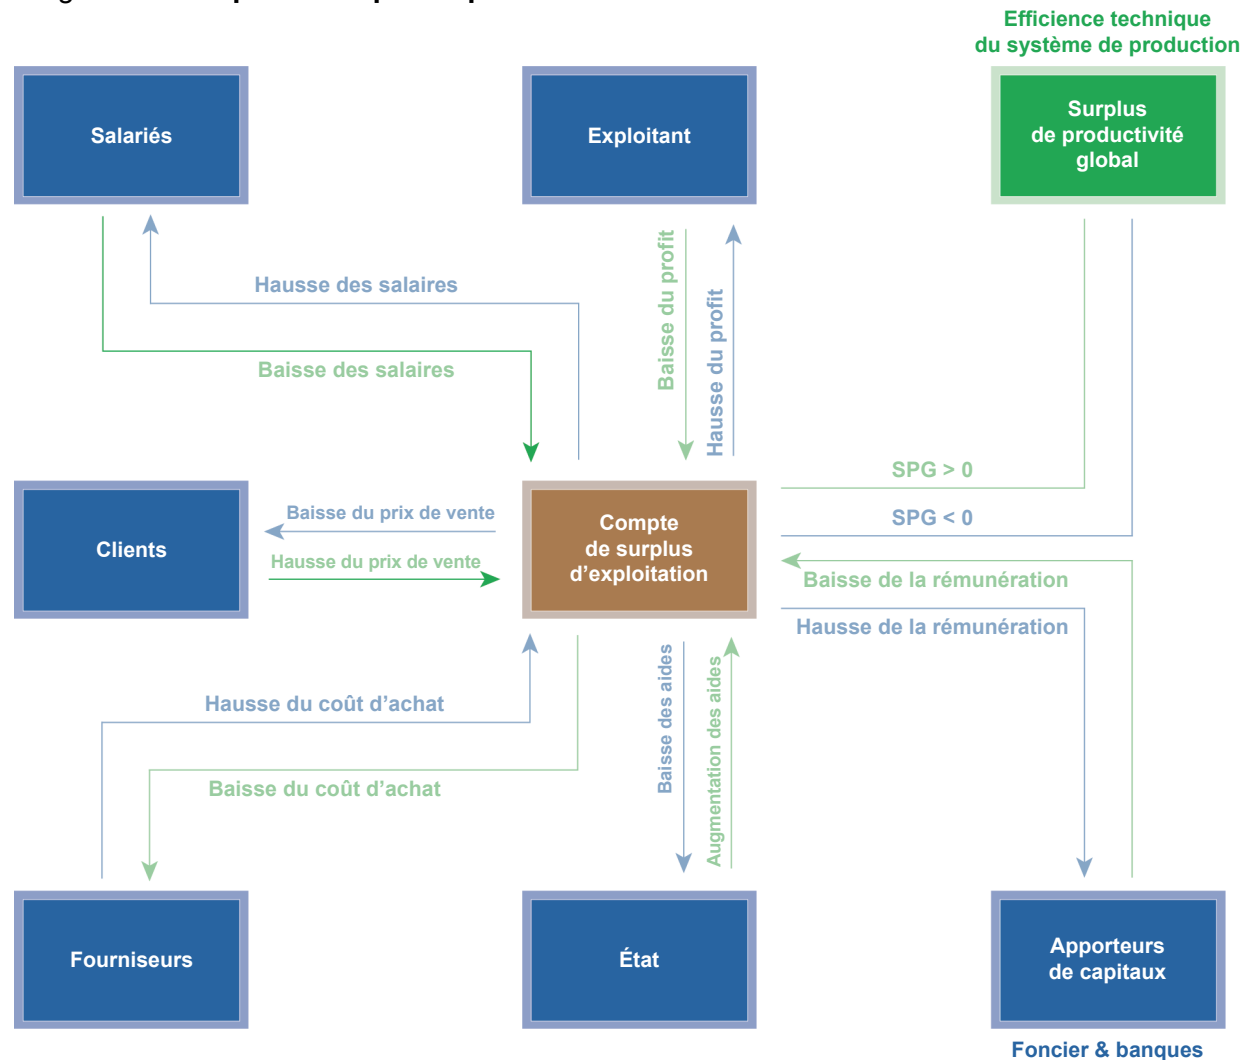 Efficience technique
du système de production
Salariés
Exploitant
Surplus
de productivité
global
Hausse des salaires
Baisse des salaires
Baisse du profit
Hausse du profit
SPG > 0
SPG < 0
Clients
Baisse du prix de vente
Hausse du prix de vente
Compte
de surplus
d’exploitation
Baisse de la rémunération
Hausse de la rémunération
Hausse du coût d’achat
Baisse du coût d’achat
Baisse des aides
Augmentation des aides
Fourniseurs
État
Apporteurs
de capitaux
Foncier & banques